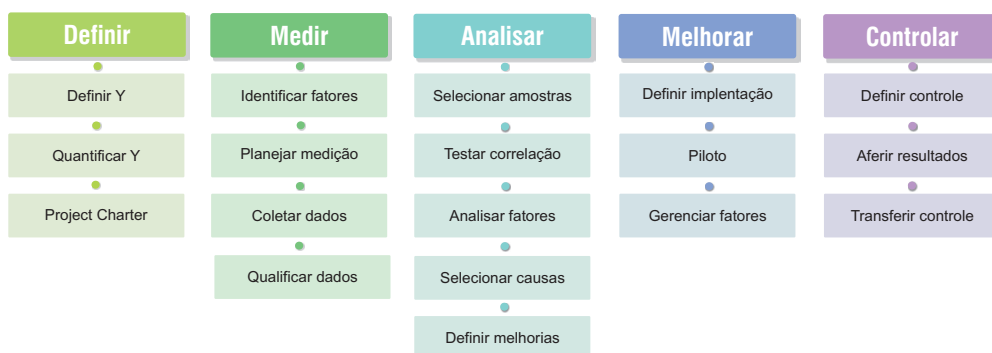 Definir
Definir Y
Quantificar Y
Project Charter
Medir
Identificar fatores
Planejar medição
Coletar dados
Qualificar dados
Analisar
Selecionar amostras
Testar correlação
Analisar fatores
Selecionar causas
Definir melhorias
Melhorar
Definir implentação
Piloto
Gerenciar fatores
Controlar
Definir controle
Aferir resultados
Transferir controle